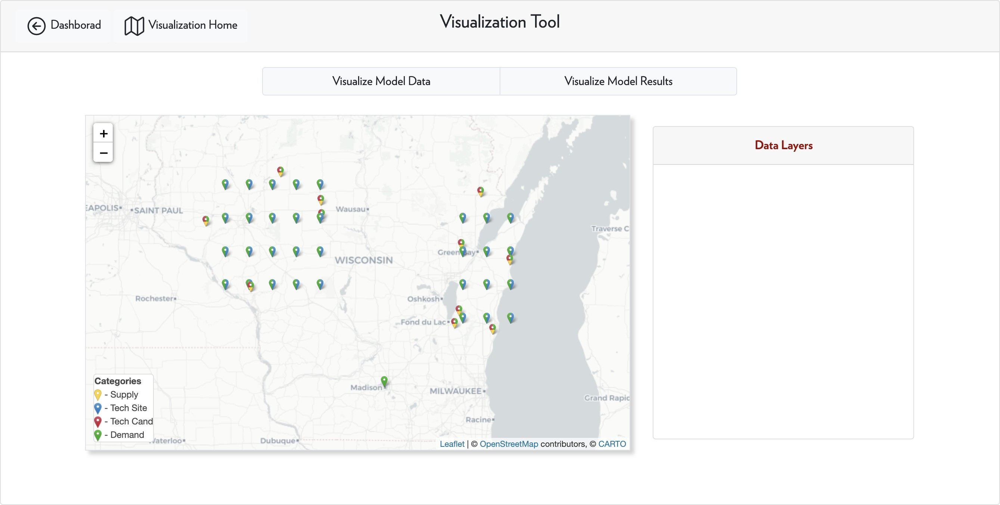 Dashborad
Visualization Home
Visualization Tool
Visualize Model Data
Visualize Model Results
+
−
Data Layers
EAPOLIS
SAINT PAUL
Wausau
Traverse C
Green Bay
WISCONSIN
Rochester
Oshkosh
Fond du Lac
Madison
MILWAUKEE
Grand Rapid
Racine
Waterloo
Dubuque
Categories
- Supply
- Tech Site
- Tech Cand
- Demand
Leaflet | © OpenStreetMap contributors, © CARTO